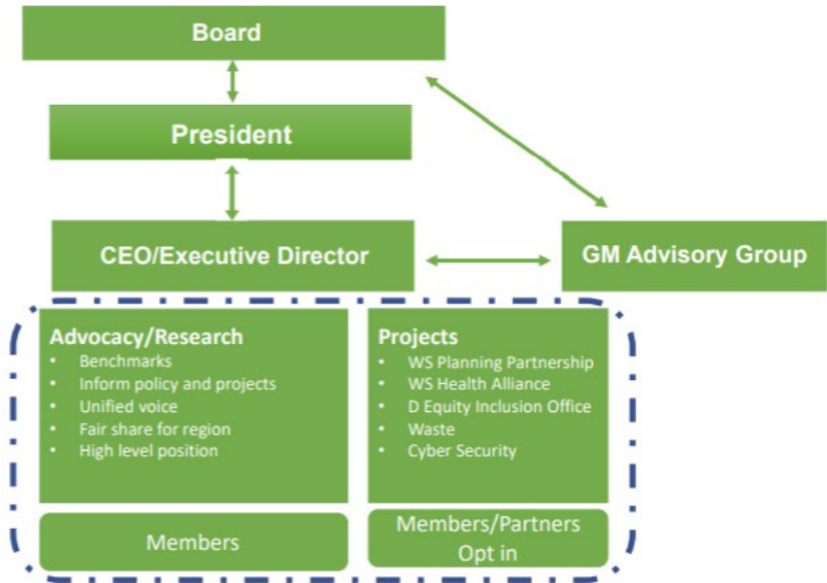 Board
President
CEO/Executive Director
GM Advisory Group
Advocacy/Research
• Benchmarks
• Inform policy and projects
• Unified voice
• Fair share for region
• High level position
Projects
• WS Planning Partnership
• WS Health Alliance
• D Equity Inclusion Office
• Waste
• Cyber Security
Members
Members/Partners
Opt in